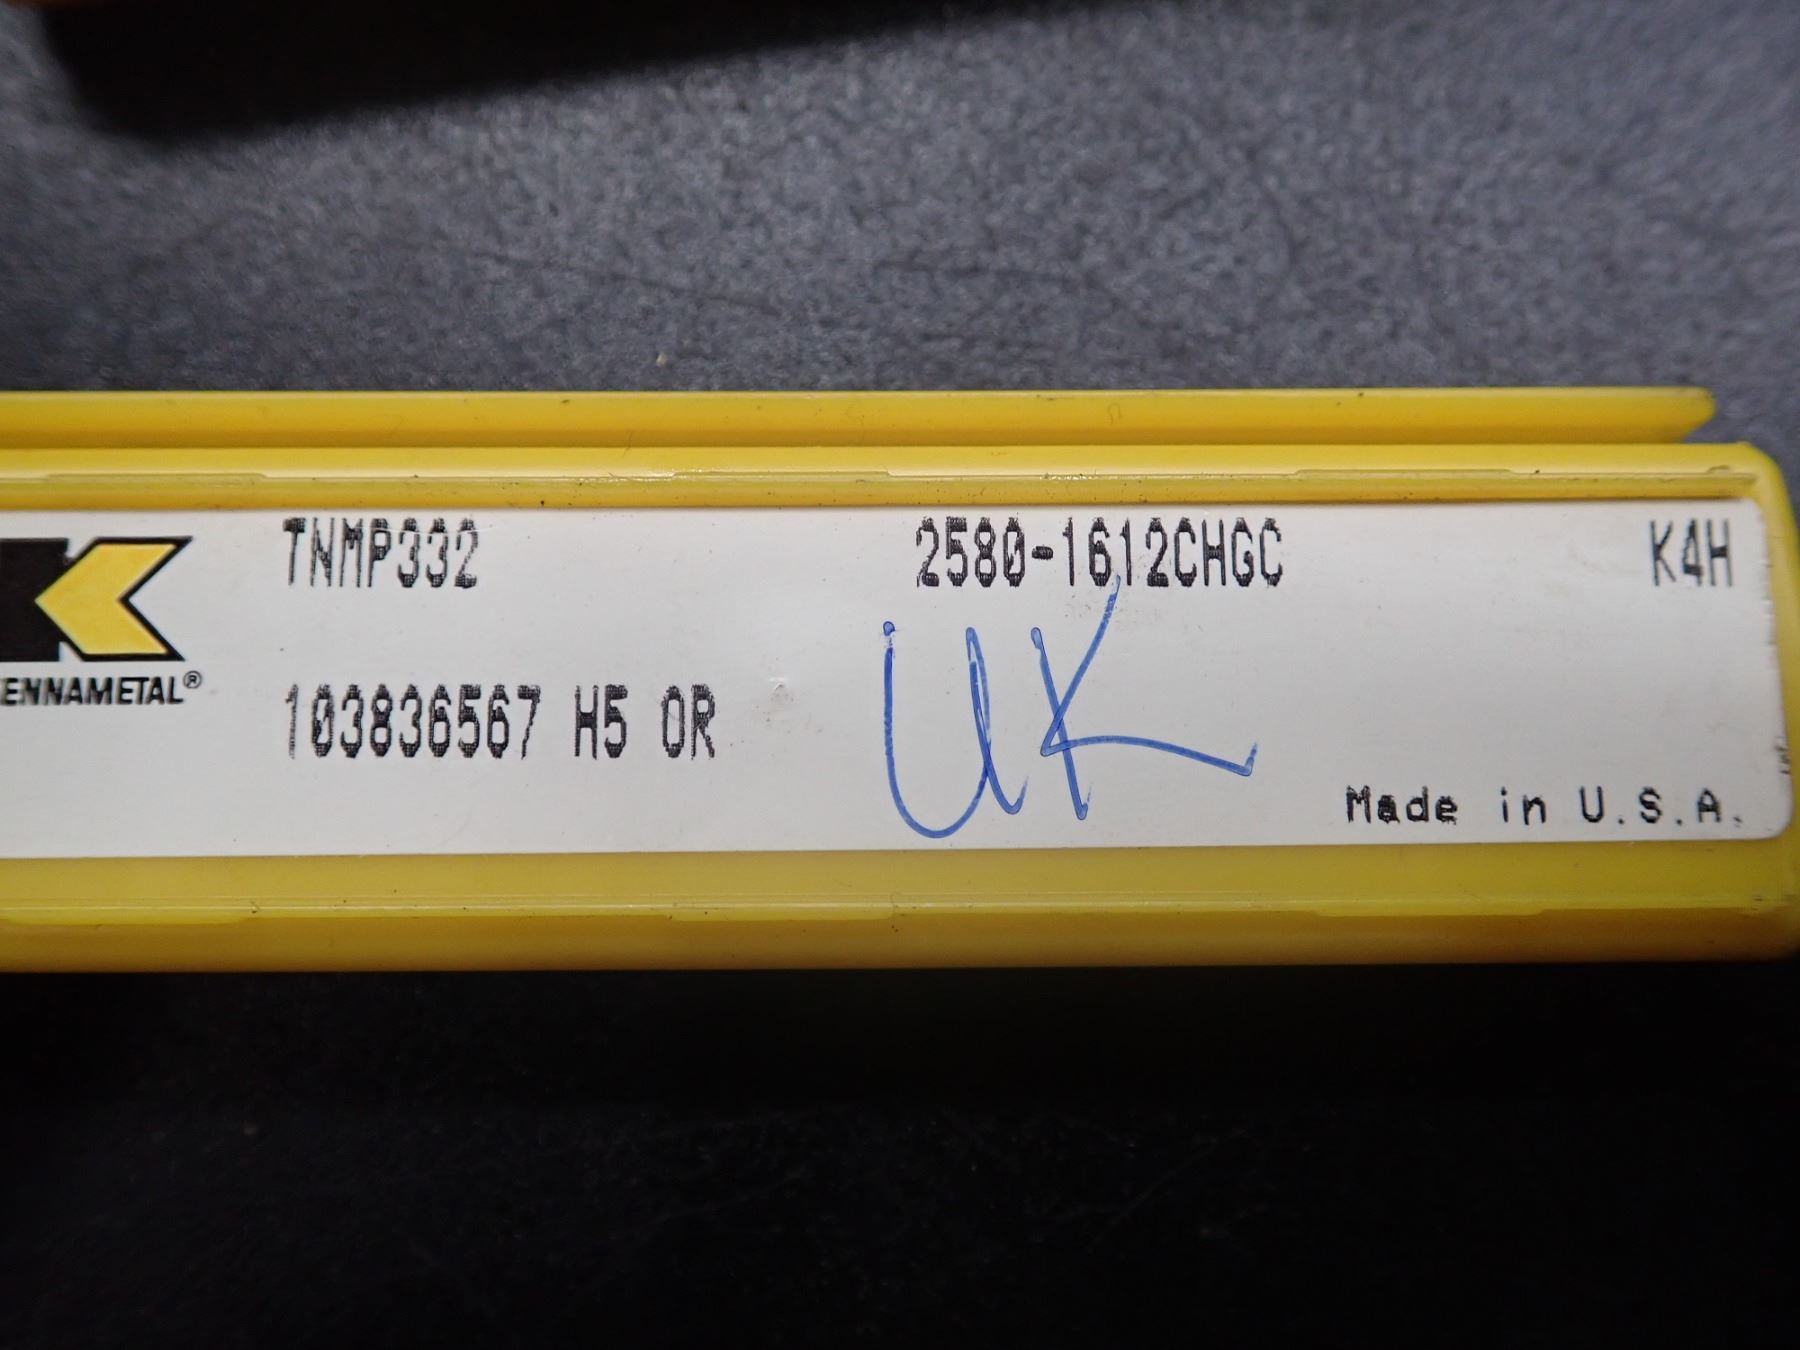 TNMP332 2580-1612CHGC K4H
ENNAMETAL®
103836567 H5 OR
UK
Made in U.S.A.